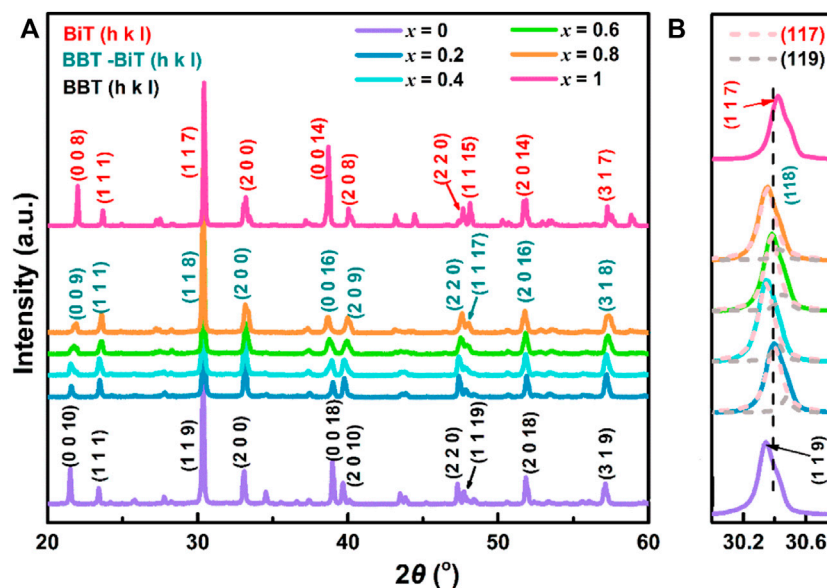 A
BiT (h k l)
BBT -BiT (h k l)
BBT (h k l)
x = 0
x = 0.2
x = 0.4
x = 0.6
x = 0.8
x = 1
(0 0 8)
(1 1 1)
(1 1 7)
(2 0 0)
(0 0 14)
(2 0 8)
(2 2 0)
(1 1 15)
(2 0 14)
(3 1 7)
(0 0 9)
(1 1 1)
(1 1 8)
(2 0 0)
(0 0 16)
(2 0 9)
(2 2 0)
(1 1 17)
(2 0 16)
(3 1 8)
(0 0 10)
(1 1 1)
(1 1 9)
(2 0 0)
(0 0 18)
(2 0 10)
(2 2 0)
(1 1 19)
(2 0 18)
(3 1 9)
Intensity (a.u.)
20 30 40 50 60
2θ (°)
B
(117)
(119)
(1 1 7)
(118)
(1 1 9)
30.2 30.6